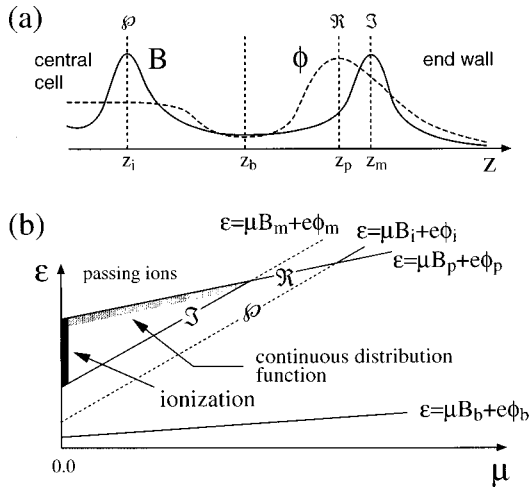 (a)
℘ ℜ ℑ
central cell
B
ϕ
end wall
z_i z_b z_p z_m z
(b)
ε=μB_m+eϕ_m
ε=μB_i+eϕ_i
ε=μB_p+eϕ_p
ε
passing ions
ℜ
ℑ
℘
continuous distribution
function
ionization
ε=μB_b+eϕ_b
0.0
μ